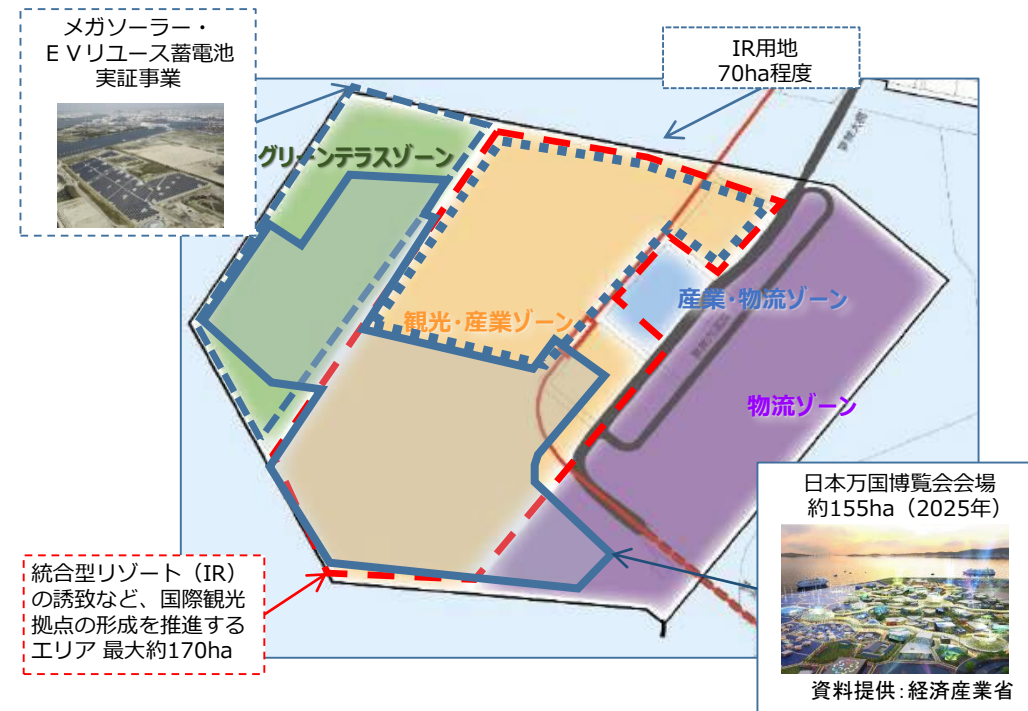 メガソーラー・
ＥＶリユース蓄電池
実証事業
IR用地
70ha程度
グリーンテラスゾーン
夢舞大橋
観光・産業ゾーン
産業・物流ゾーン
物流ゾーン
統合型リゾート（IR）
の誘致など、国際観光
拠点の形成を推進する
エリア 最大約170ha
日本万国博覧会会場
約155ha（2025年）
資料提供：経済産業省